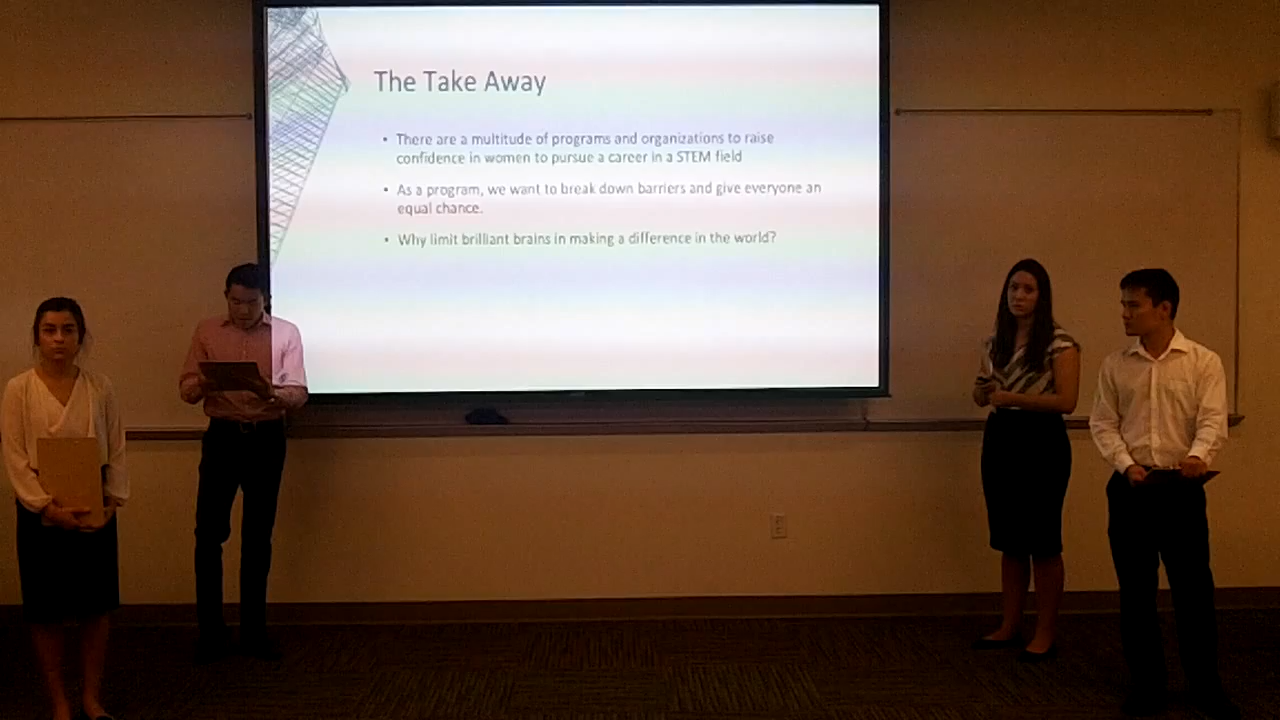 The Take Away
• There are a multitude of programs and organizations to raise
confidence in women to pursue a career in a STEM field
• As a program, we want to break down barriers and give everyone an
equal chance.
• Why limit brilliant brains in making a difference in the world?